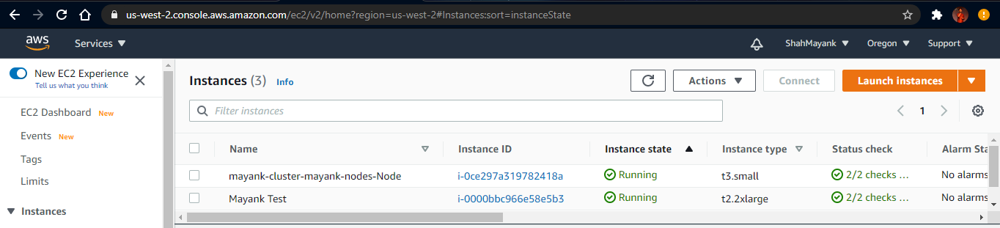 us-west-2.console.aws.amazon.com/ec2/v2/home?region=us-west-2#Instances:sort=instanceState
aws Services ShahMayank Oregon Support
New EC2 Experience
Tell us what you think
EC2 Dashboard New
Events New
Tags
Limits
Instances
Instances (3) Info Actions Connect Launch instances
Filter instances 1
Name Instance ID Instance state Instance type Status check Alarm Sta
mayank-cluster-mayank-nodes-Node i-0ce297a319782418a Running t3.small 2/2 checks ... No alarms
Mayank Test i-0000bbc966e58e5b3 Running t2.2xlarge 2/2 checks ... No alarms